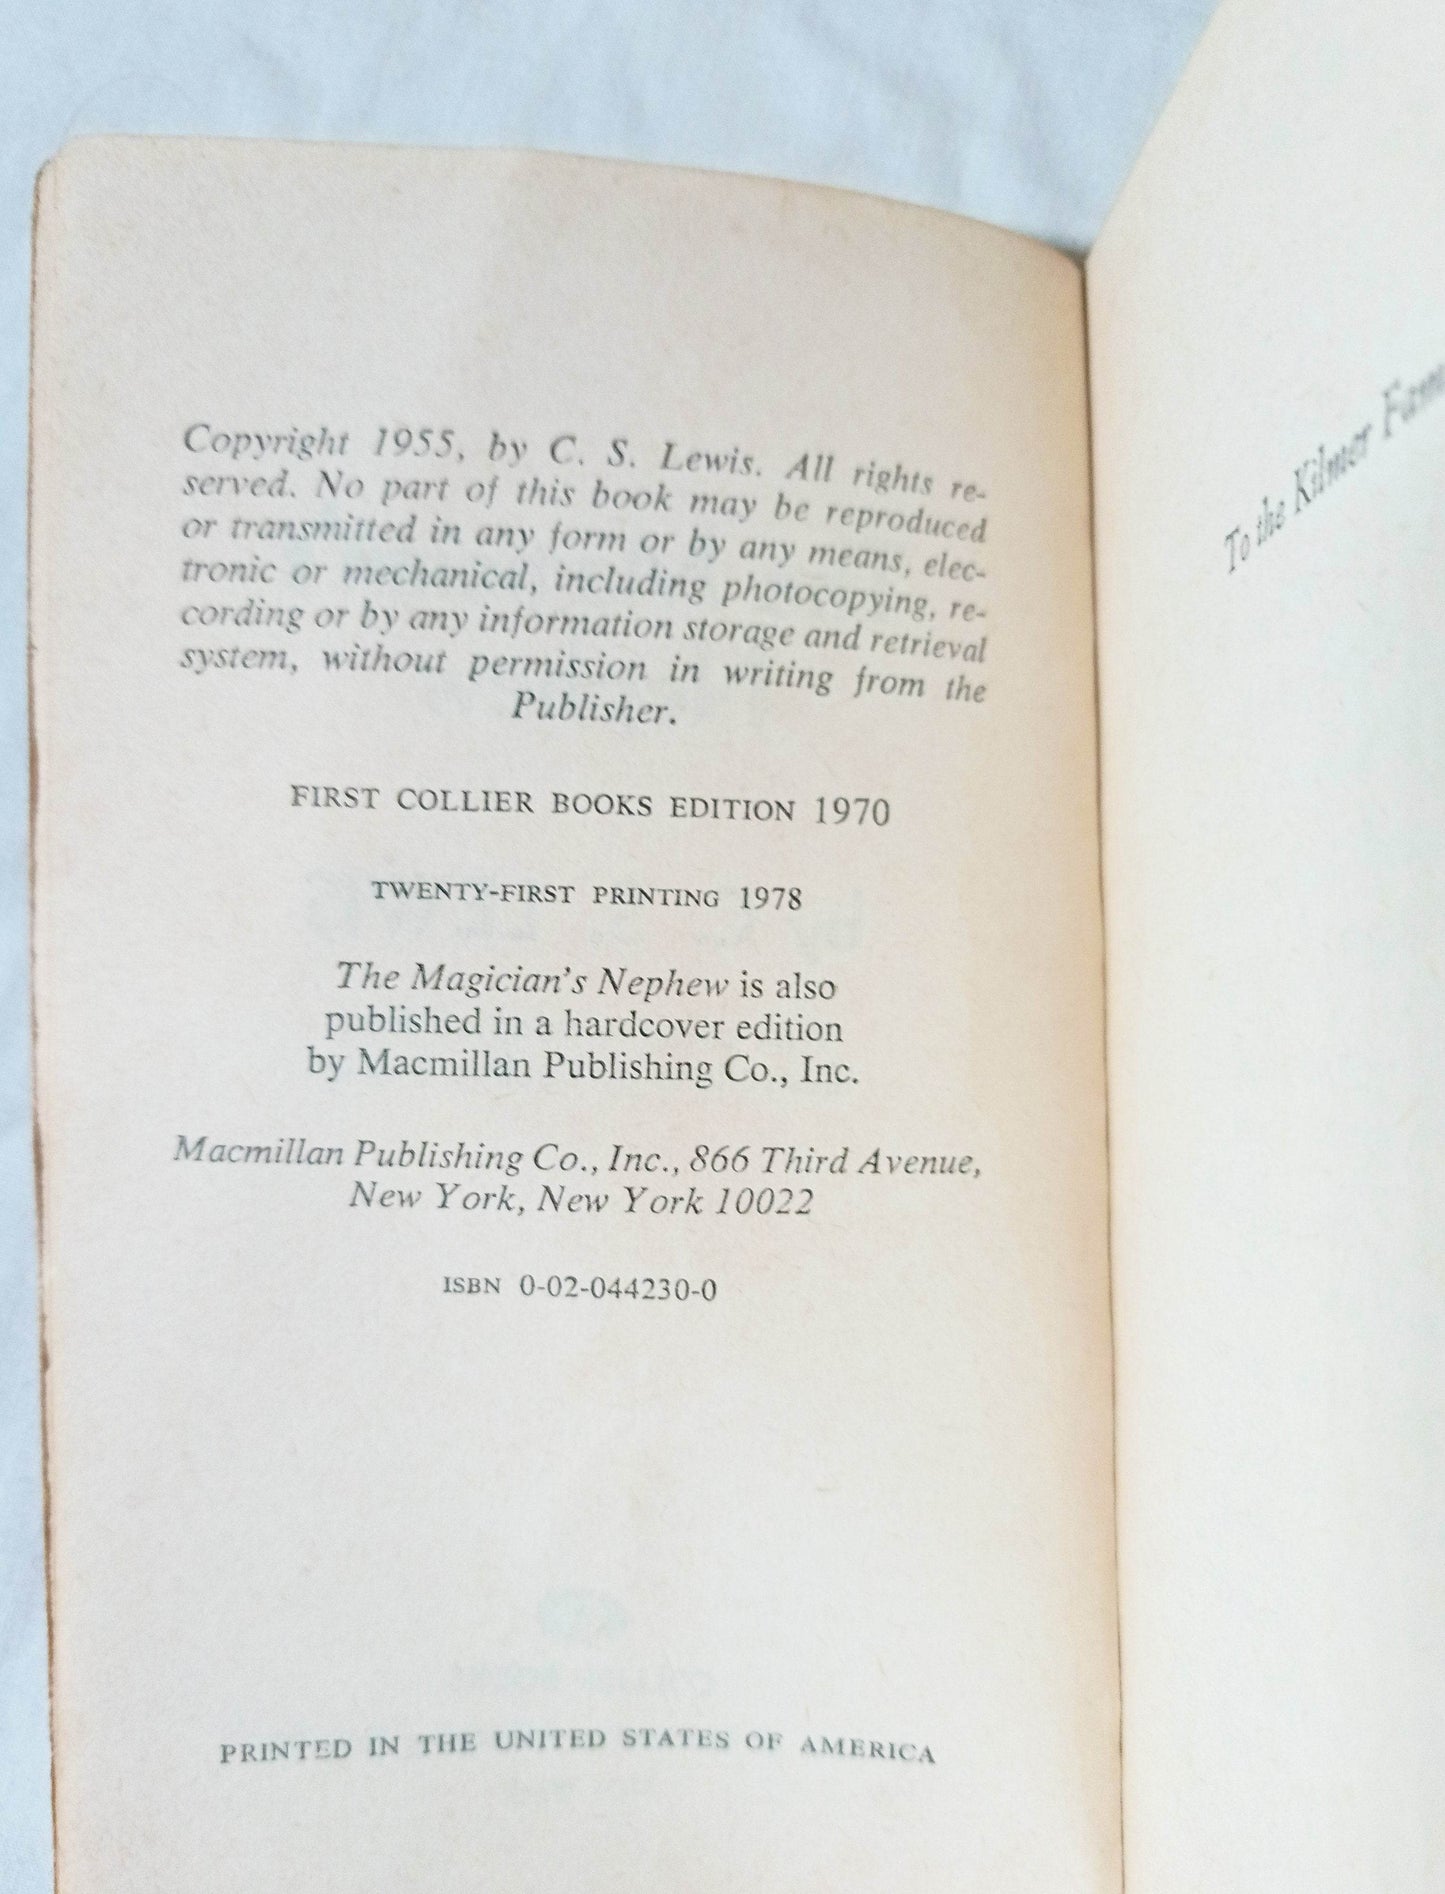 Copyright 1955, by C. S. Lewis. All rights re-
served. No part of this book may be reproduced
or transmitted in any form or by any means, elec-
tronic or mechanical, including photocopying, re-
cording or by any information storage and retrieval
system, without permission in writing from the
Publisher.
FIRST COLLIER BOOKS EDITION 1970
TWENTY-FIRST PRINTING 1978
The Magician's Nephew is also
published in a hardcover edition
by Macmillan Publishing Co., Inc.
Macmillan Publishing Co., Inc., 866 Third Avenue,
New York, New York 10022
ISBN 0-02-044230-0
PRINTED IN THE UNITED STATES OF AMERICA
To the Kilmer